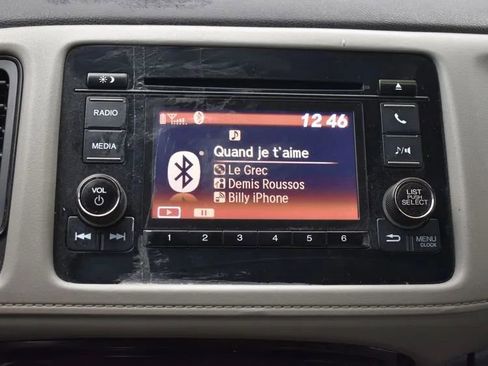 12 46
RADIO
MEDIA
Quand je t'aime
Le Grec
Demis Roussos
Billy iPhone
VOL
LIST
PUSH
SELECT
1 2 3 4 5 6
MENU
CLOCK